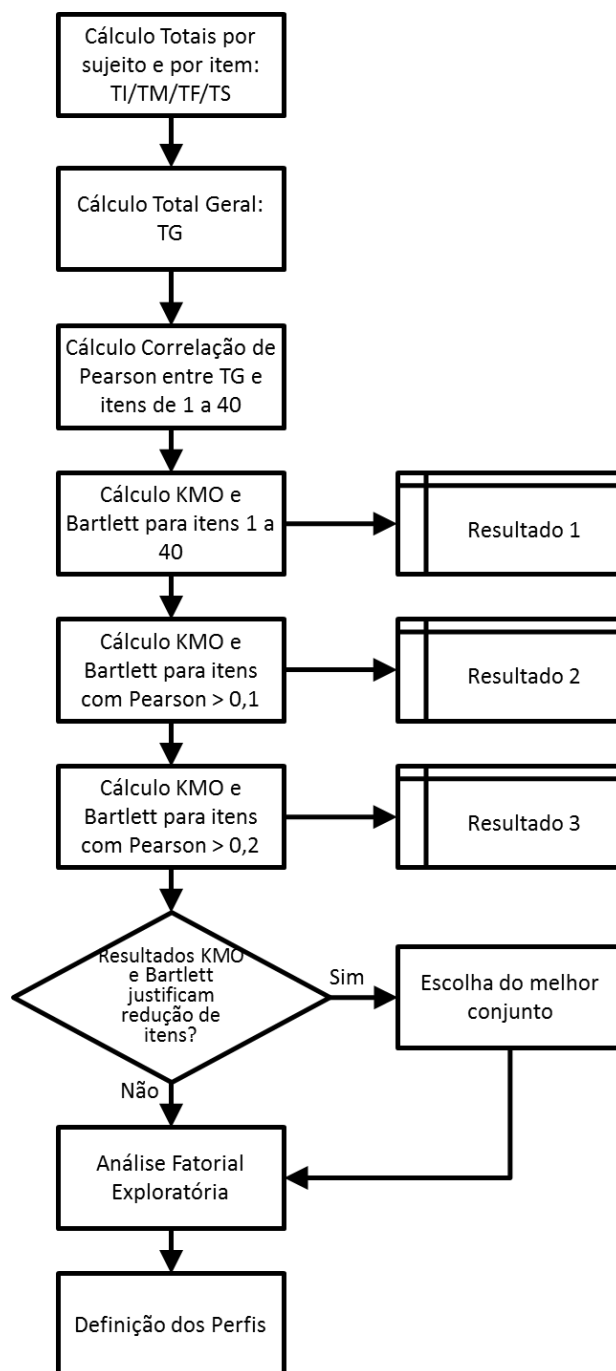 Cálculo Totais por
sujeito e por item:
TI/TM/TF/TS
Cálculo Total Geral:
TG
Cálculo Correlação de
Pearson entre TG e
itens de 1 a 40
Cálculo KMO e
Bartlett para itens 1 a
40
Resultado 1
Cálculo KMO e
Bartlett para itens
com Pearson > 0,1
Resultado 2
Cálculo KMO e
Bartlett para itens
com Pearson > 0,2
Resultado 3
Resultados KMO
e Bartlett
justificam
redução de
itens?
Sim
Escolha do melhor
conjunto
Não
Análise Fatorial
Exploratória
Definição dos Perfis